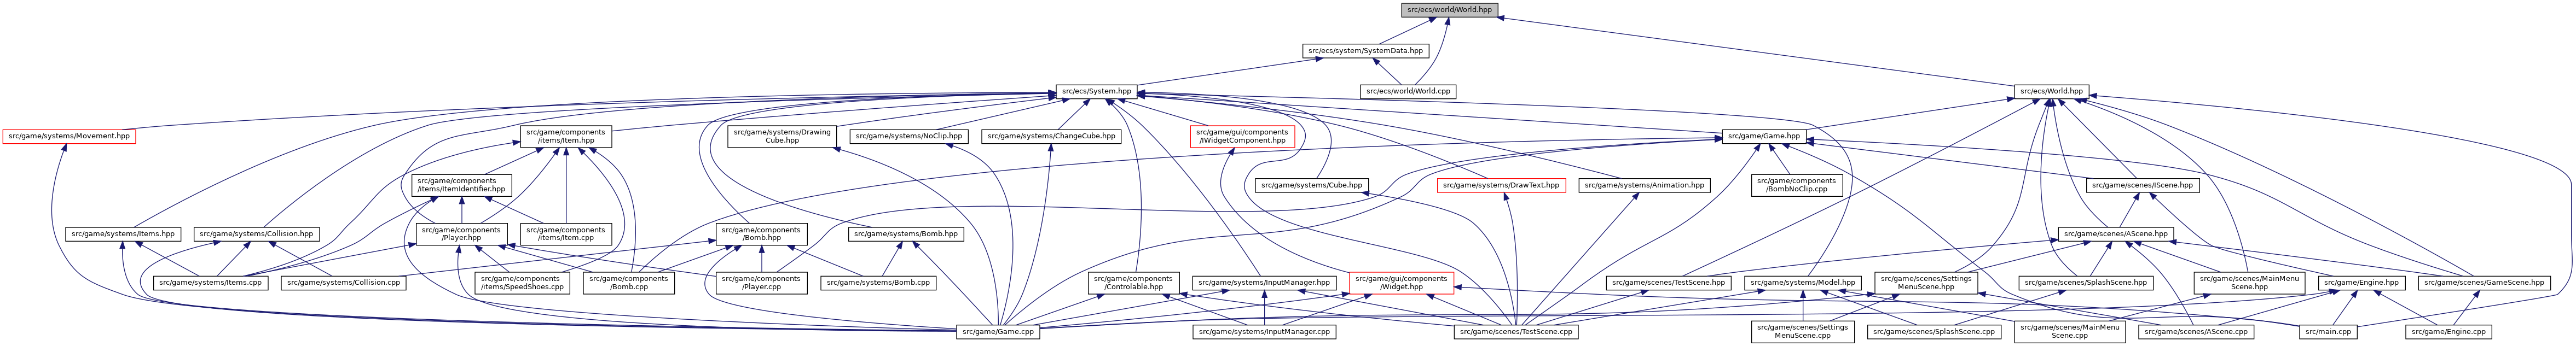 src/ecs/world/World.hpp
src/ecs/system/SystemData.hpp
src/ecs/System.hpp
src/ecs/world/World.cpp
src/ecs/World.hpp
src/game/systems/Movement.hpp
src/game/components
/items/Item.hpp
src/game/systems/Drawing
Cube.hpp
src/game/systems/NoClip.hpp
src/game/systems/ChangeCube.hpp
src/game/gui/components
/IWidgetComponent.hpp
src/game/Game.hpp
src/game/components
/items/ItemIdentifier.hpp
src/game/systems/Cube.hpp
src/game/systems/DrawText.hpp
src/game/systems/Animation.hpp
src/game/components
/BombNoClip.cpp
src/game/scenes/IScene.hpp
src/game/systems/Items.hpp
src/game/systems/Collision.hpp
src/game/components
/Player.hpp
src/game/components
/items/Item.cpp
src/game/components
/Bomb.hpp
src/game/systems/Bomb.hpp
src/game/scenes/AScene.hpp
src/game/systems/Items.cpp
src/game/systems/Collision.cpp
src/game/components
/items/SpeedShoes.cpp
src/game/components
/Bomb.cpp
src/game/components
/Player.cpp
src/game/systems/Bomb.cpp
src/game/components
/Controlable.hpp
src/game/systems/InputManager.hpp
src/game/gui/components
/Widget.hpp
src/game/scenes/TestScene.hpp
src/game/systems/Model.hpp
src/game/scenes/Settings
MenuScene.hpp
src/game/scenes/SplashScene.hpp
src/game/scenes/MainMenu
Scene.hpp
src/game/Engine.hpp
src/game/scenes/GameScene.hpp
src/game/Game.cpp
src/game/systems/InputManager.cpp
src/game/scenes/TestScene.cpp
src/game/scenes/Settings
MenuScene.cpp
src/game/scenes/SplashScene.cpp
src/game/scenes/MainMenu
Scene.cpp
src/game/scenes/AScene.cpp
src/main.cpp
src/game/Engine.cpp